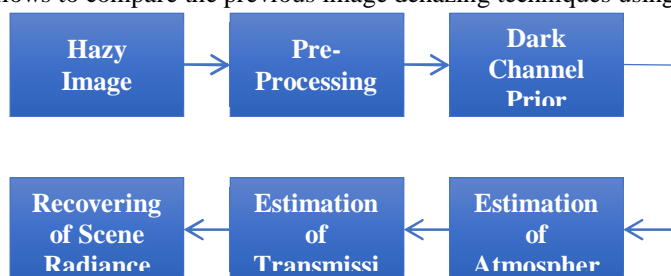 lows to compare the previous image dehazing techniques using
Hazy
Image
Pre-
Processing
Dark
Channel
Prior
Recovering
of Scene
Radiance
Estimation
of
Transmissi
Estimation
of
Atmospher